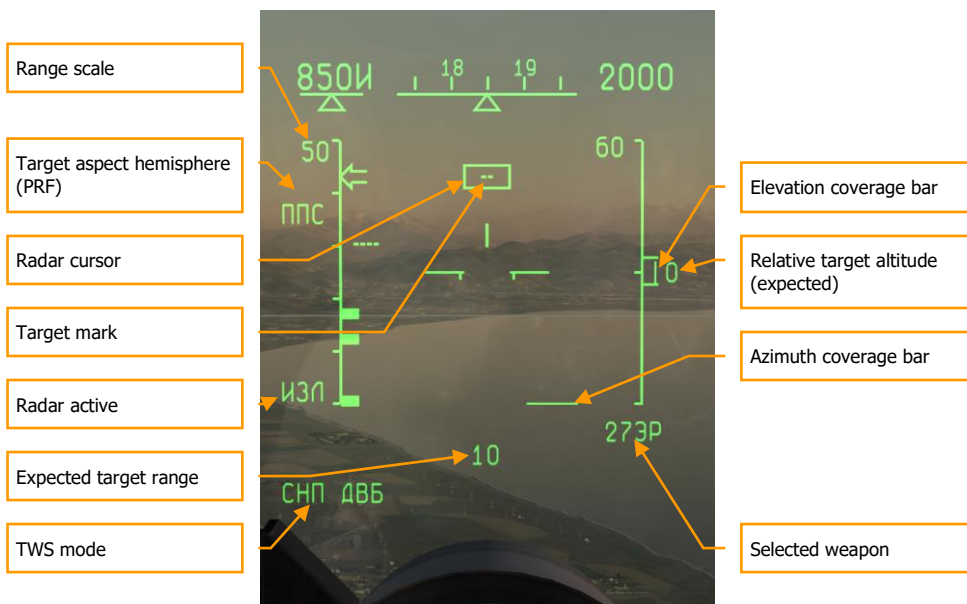 Range scale
Target aspect hemisphere
(PRF)
Radar cursor
Target mark
Radar active
Expected target range
TWS mode
850И
18
19
2000
50
60
ППС
--
----
0
ИЗЛ
27ЭР
10
СНП ДВБ
Elevation coverage bar
Relative target altitude
(expected)
Azimuth coverage bar
Selected weapon